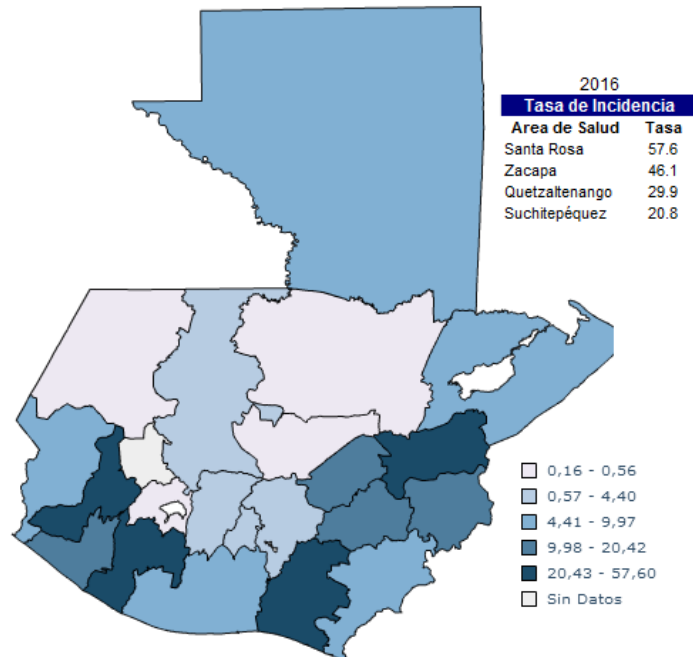 2016
Tasa de Incidencia
Area de Salud Tasa
Santa Rosa 57.6
Zacapa 46.1
Quetzaltenango 29.9
Suchitepéquez 20.8
0,16 - 0,56
0,57 - 4,40
4,41 - 9,97
9,98 - 20,42
20,43 - 57,60
Sin Datos